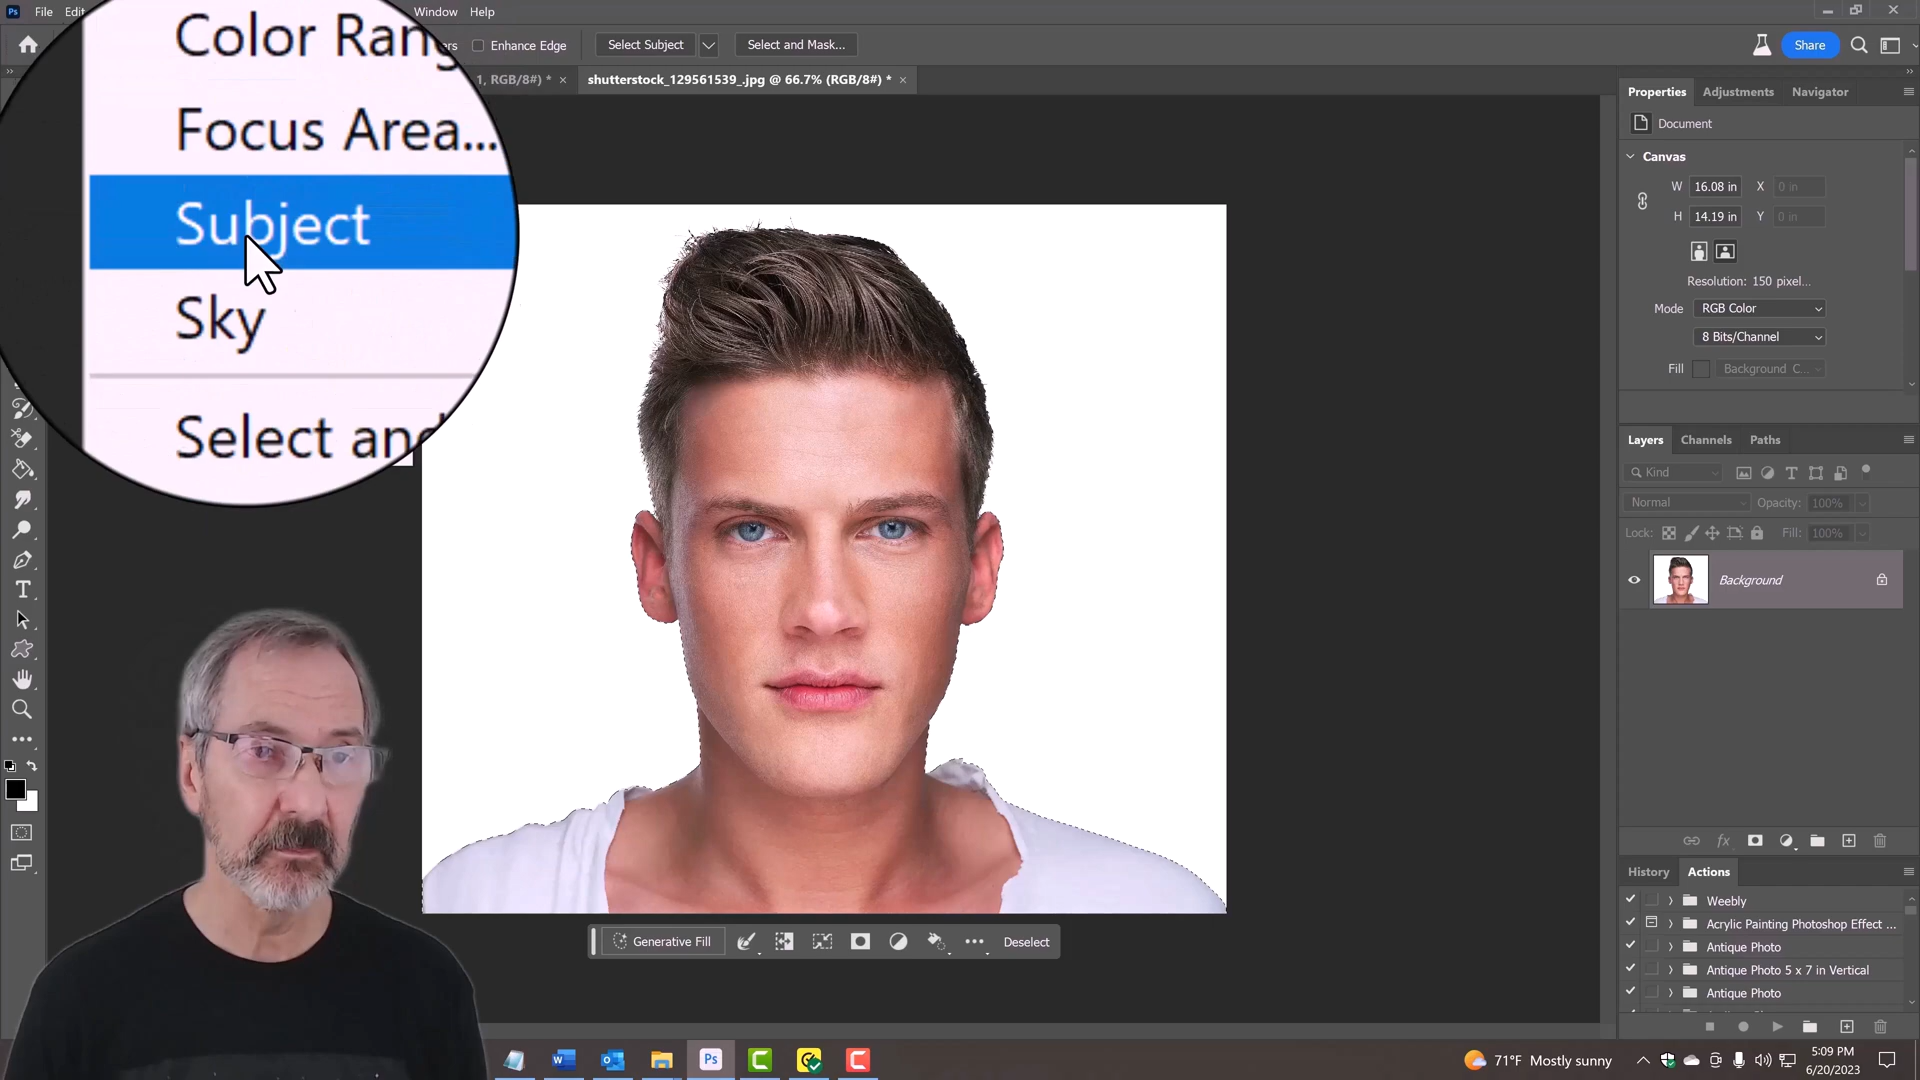 Ps File Edit Window Help
Enhance Edge Select Subject Select and Mask... Share
1, RGB/8#) * × shutterstock_129561539_.jpg @ 66.7% (RGB/8#) * ×
Color Rang
Focus Area...
Subject
Sky
Select and
Properties Adjustments Navigator
Document
Canvas
W 16.08 in X 0 in
H 14.19 in Y 0 in
Resolution: 150 pixel...
Mode RGB Color
8 Bits/Channel
Fill Background C...
Layers Channels Paths
Kind
Normal Opacity: 100%
Lock: Fill: 100%
Background
History Actions
Weebly
Acrylic Painting Photoshop Effect ...
Antique Photo
Antique Photo 5 x 7 in Vertical
Antique Photo
Generative Fill Deselect
Ps 71°F Mostly sunny 5:09 PM
6/20/2023